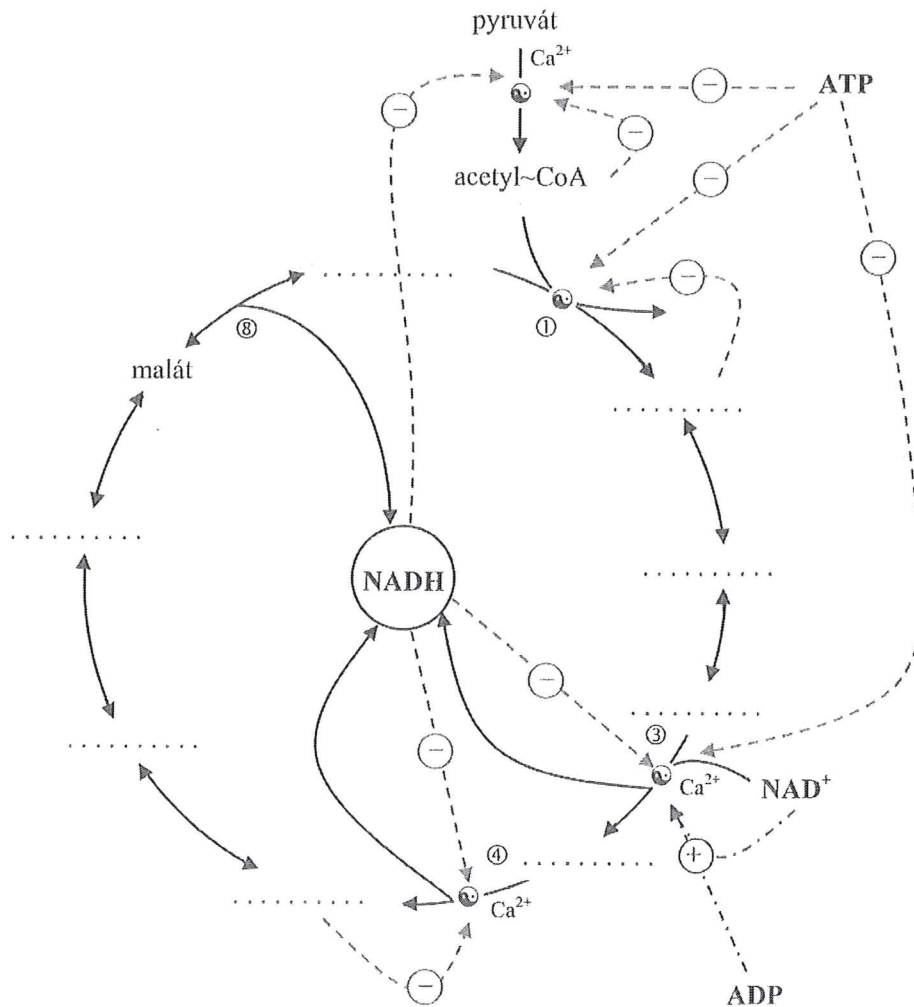 pyruvát
Ca²⁺
−
−
ATP
−
acetyl~CoA
−
−
. . . . . . . . . . . . .
−
①
⑧
malát
. . . . . . . . . . . . .
. . . . . . . . . . . . .
NADH
. . . . . . . . . . . . .
−
. . . . . . . . . . . . .
③
. . . . . . . . . . . . .
−
Ca²⁺
NAD⁺
④
. . . . . . . . . . . . .
+
. . . . . . . . . . . . .
Ca²⁺
−
ADP